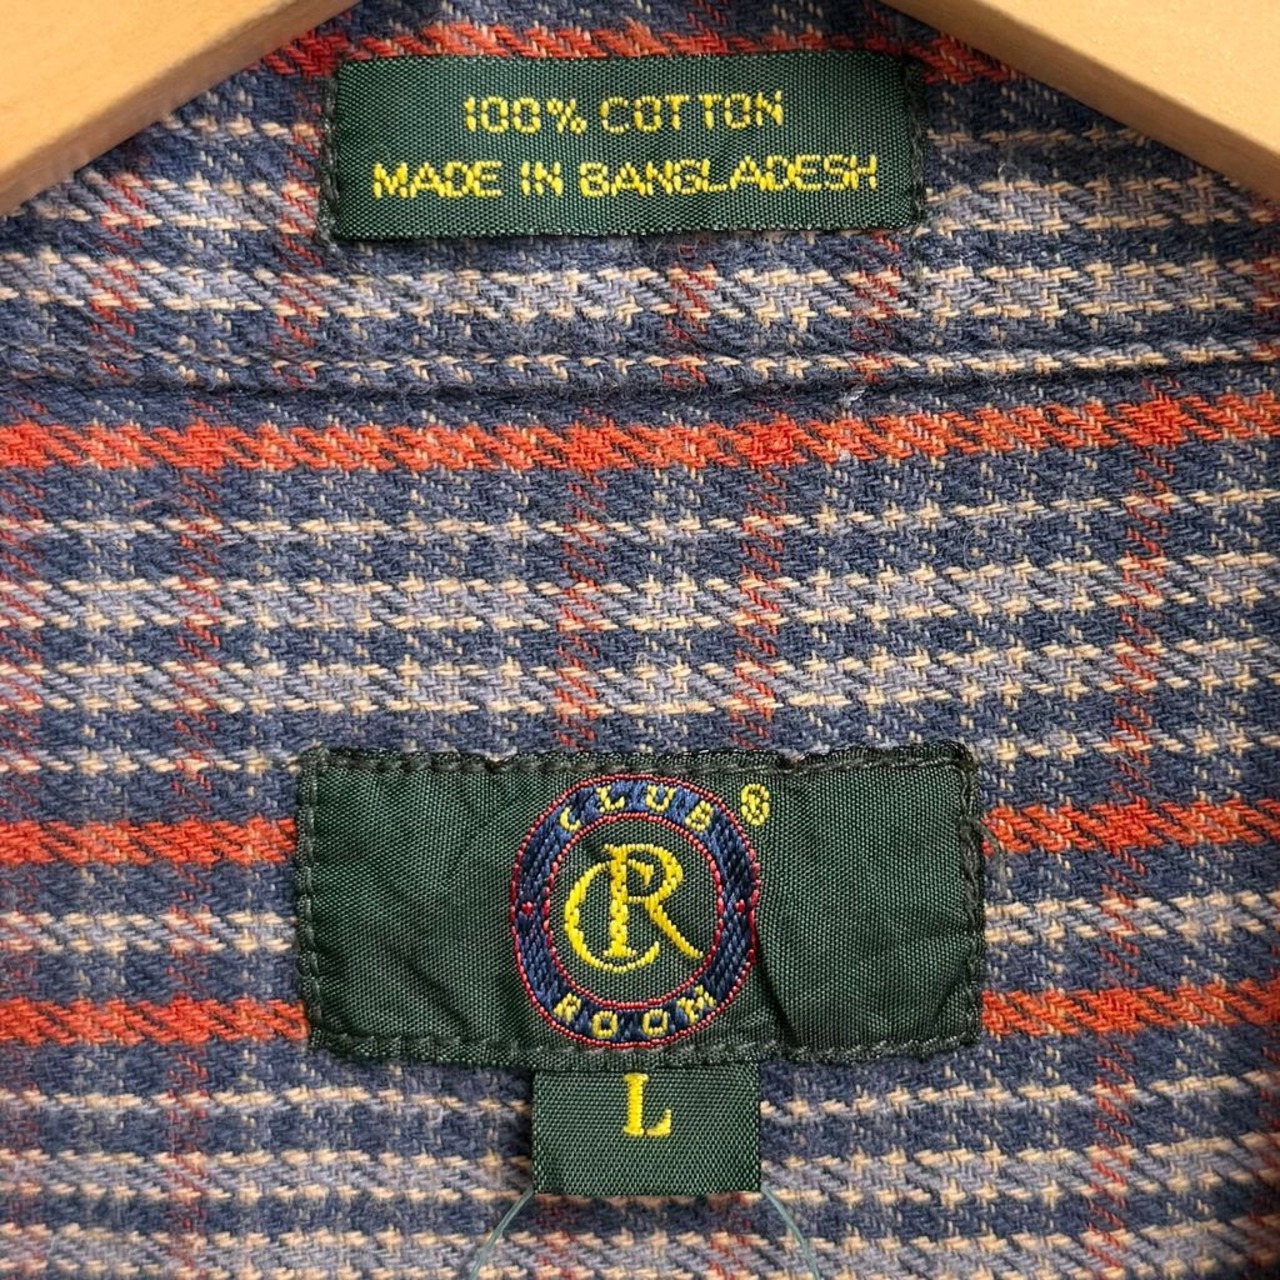 100% COTTON
MADE IN BANGLADESH
CLUB®
CR
ROOM
L